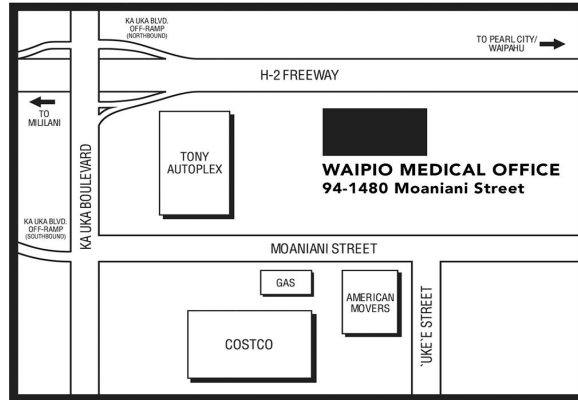 KA UKA BLVD.
OFF-RAMP
(NORTHBOUND)
TO PEARL CITY/
WAIPAHU
H-2 FREEWAY
TO
MILILANI
TONY
AUTOPLEX
WAIPIO MEDICAL OFFICE
94-1480 Moaniani Street
KA UKA BOULEVARD
KA UKA BLVD.
OFF-RAMP
(SOUTHBOUND)
MOANIANI STREET
GAS
AMERICAN
MOVERS
'UKE'E STREET
COSTCO